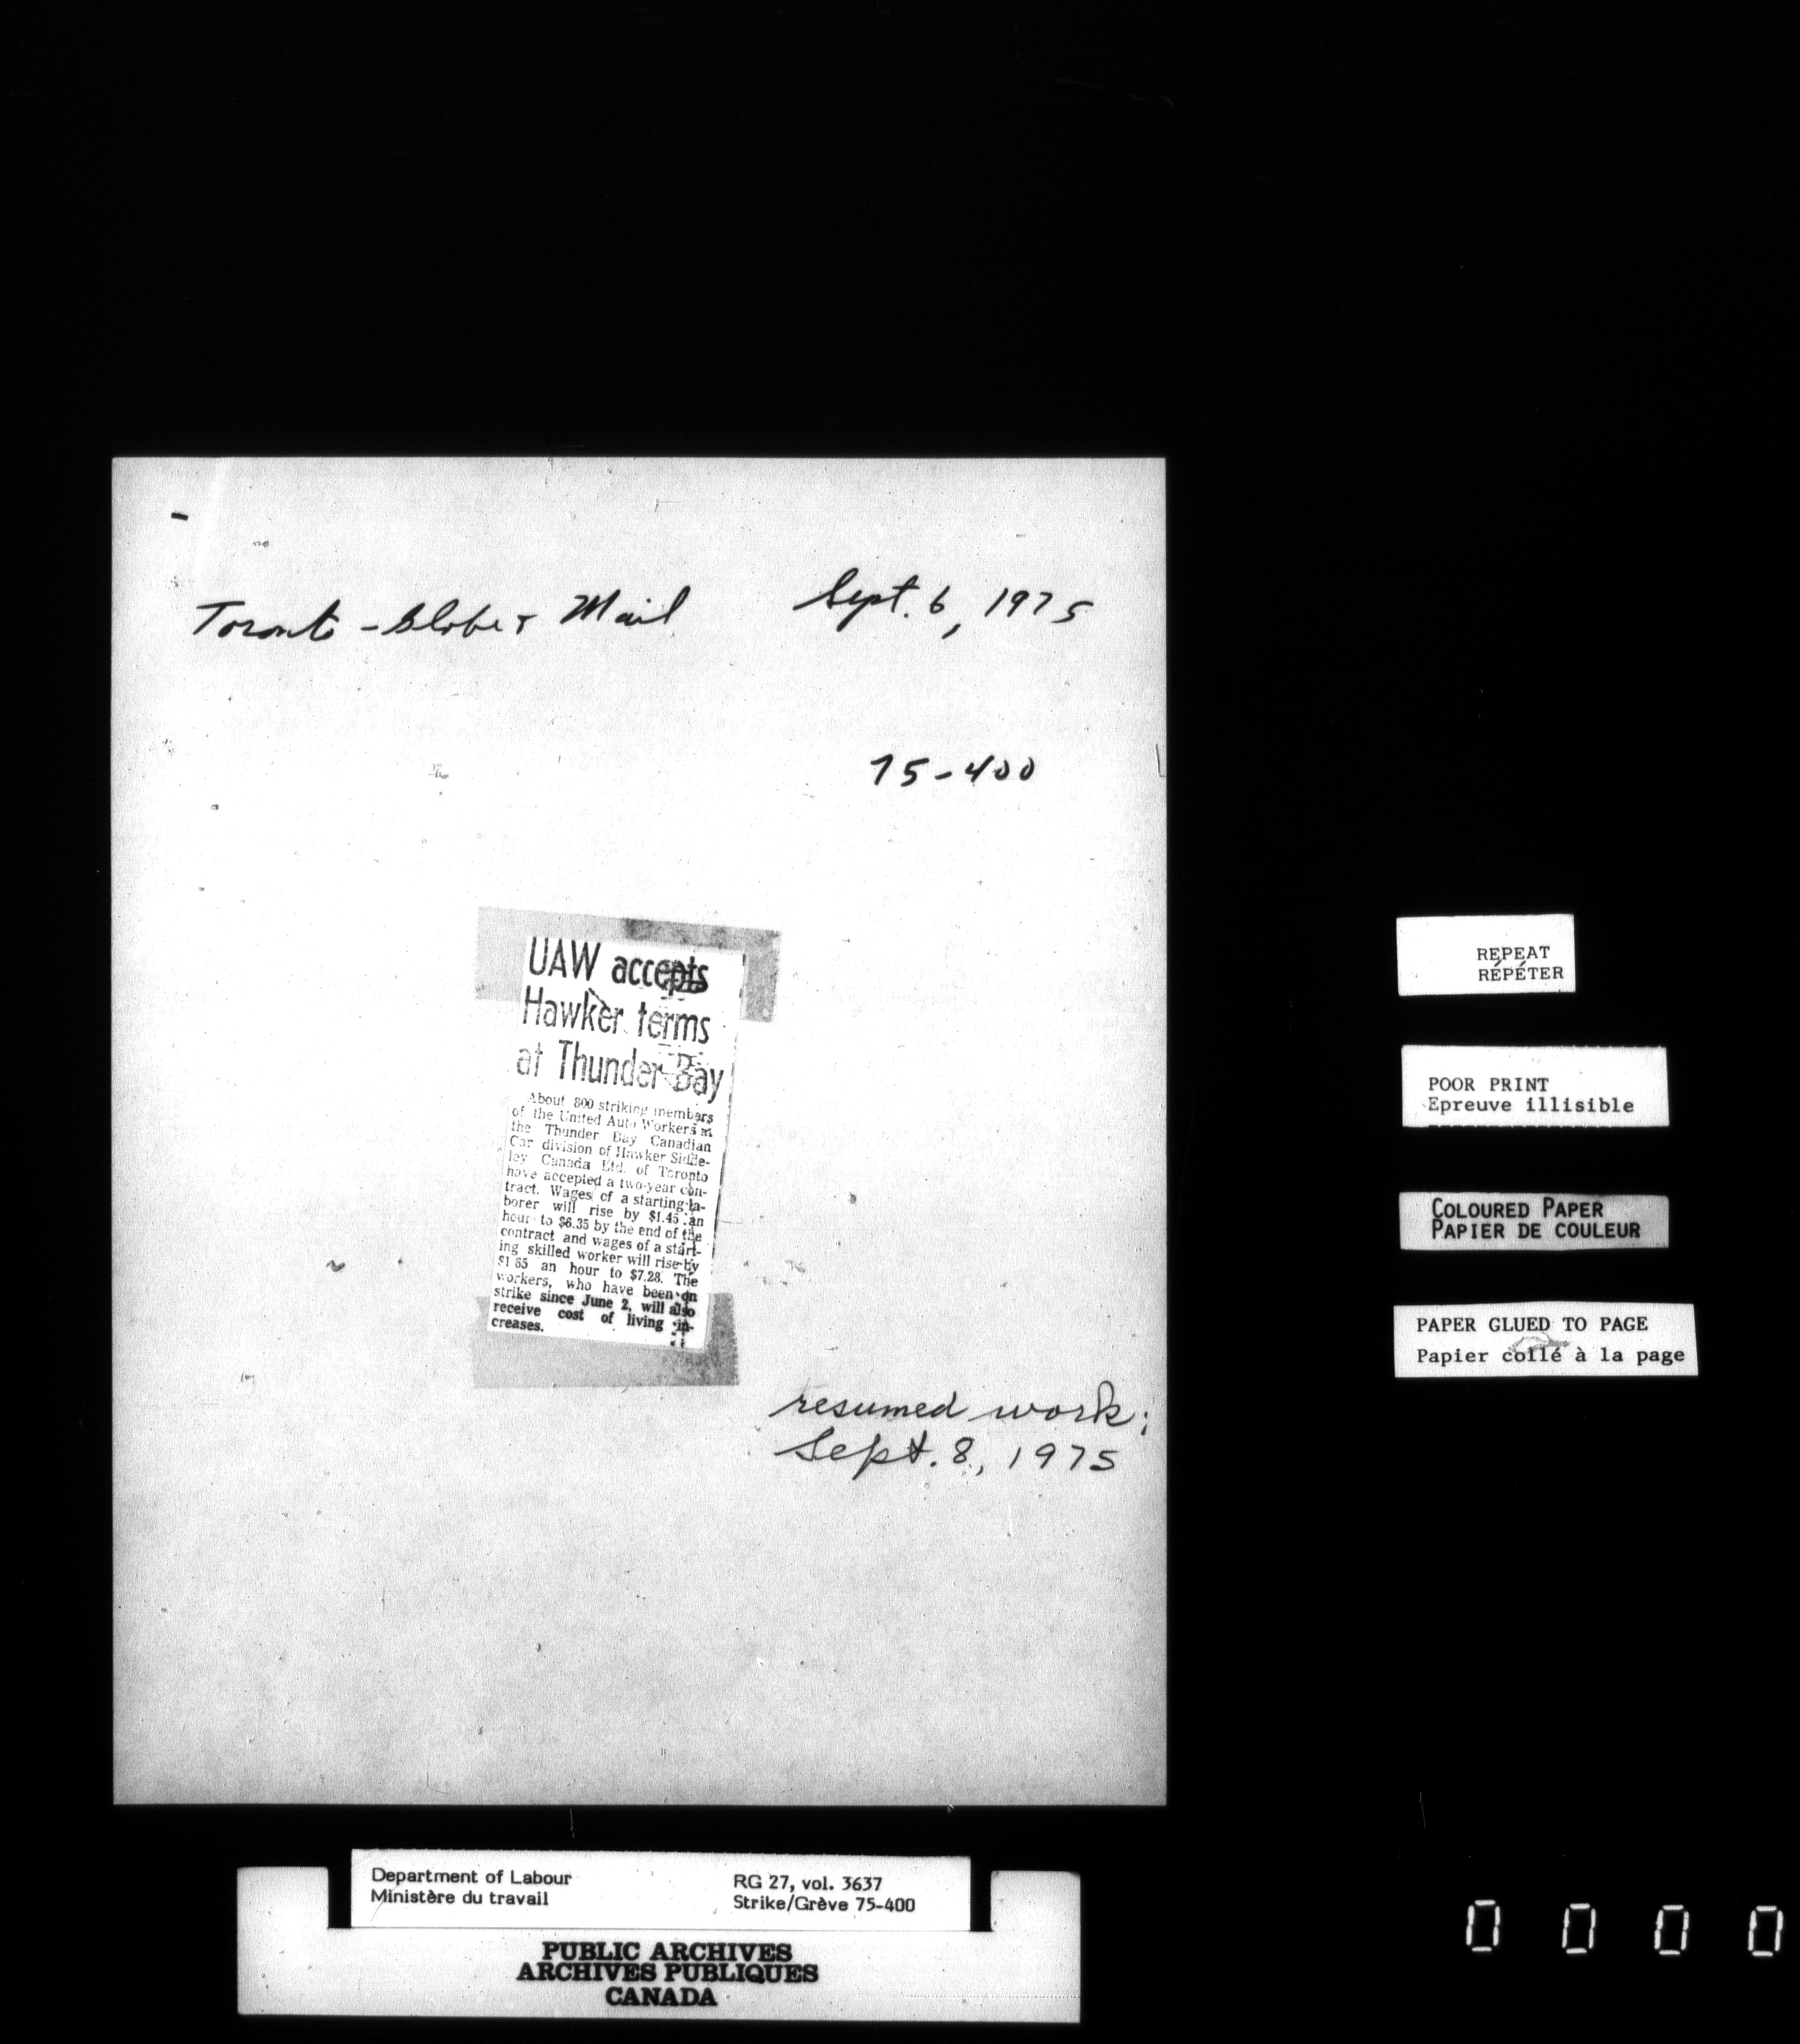 Toronto - Globe & Mail
Sept. 6, 1975
75-400
UAW accepts
Hawker terms
at Thunder Bay
About 800 striking members
of the United Auto Workers at
the Thunder Bay Canadian
Car division of Hawker Sidde-
ley Canada Ltd. of Toronto
have accepted a two-year con-
tract. Wages of a starting la-
borer will rise by $1.45 an
hour to $6.35 by the end of the
contract and wages of a start-
ing skilled worker will rise by
an hour to $7.28. The
workers, who have been on
strike since June 2, will also
receive cost of living in-
creases.
resumed work;
Sept. 8, 1975
REPEAT
RÉPÉTER
POOR PRINT
Epreuve illisible
COLOURED PAPER
PAPIER DE COULEUR
PAPER GLUED TO PAGE
Papier collé à la page
Department of Labour
Ministère du travail
RG 27, vol. 3637
Strike/Grève 75-400
PUBLIC ARCHIVES
ARCHIVES PUBLIQUES
CANADA
0 0 0 0